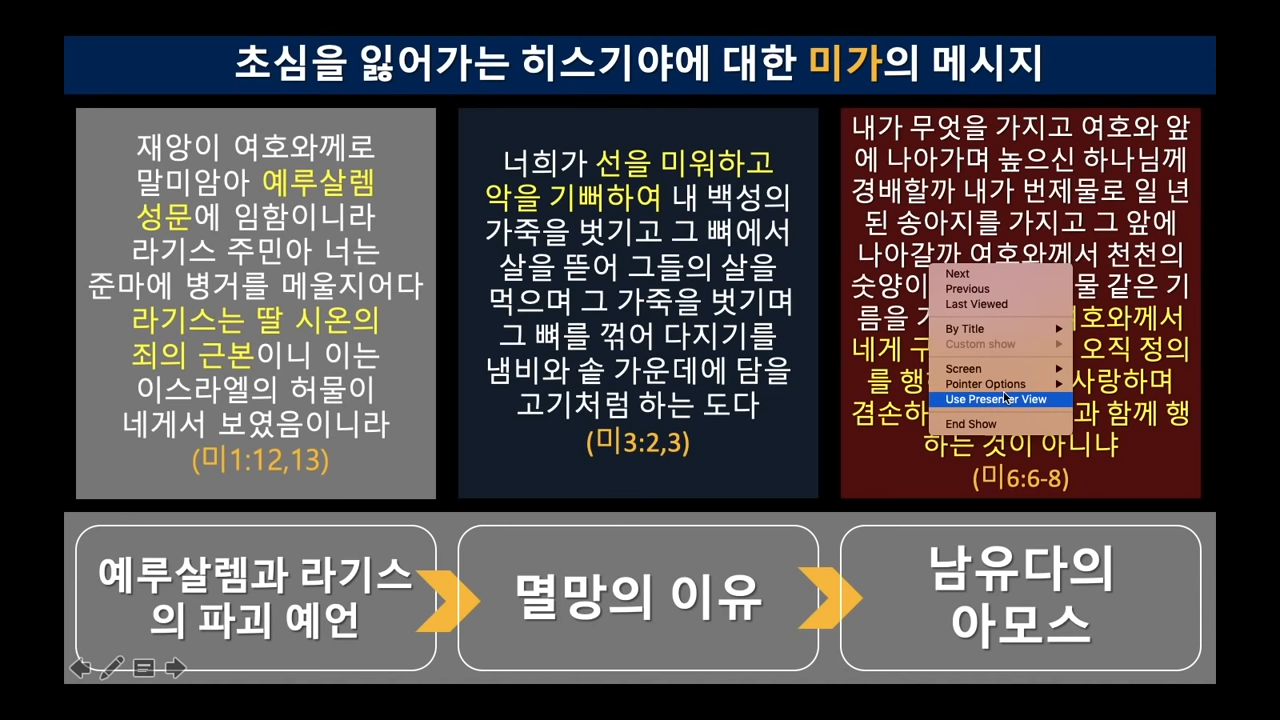 초심을 잃어가는 히스기야에 대한 미가의 메시지
재앙이 여호와께로
말미암아 예루살렘
성문에 임함이니라
라기스 주민아 너는
준마에 병거를 메울지어다
라기스는 딸 시온의
죄의 근본이니 이는
이스라엘의 허물이
네게서 보였음이니라
(미1:12,13)
너희가 선을 미워하고
악을 기뻐하여 내 백성의
가죽을 벗기고 그 뼈에서
살을 뜯어 그들의 살을
먹으며 그 가죽을 벗기며
그 뼈를 꺾어 다지기를
냄비와 솥 가운데에 담을
고기처럼 하는 도다
(미3:2,3)
내가 무엇을 가지고 여호와 앞
에 나아가며 높으신 하나님께
경배할까 내가 번제물로 일 년
된 송아지를 가지고 그 앞에
나아갈까 여호와께서 천천의
숫양이 물 같은 기
름을 여호와께서
네게 구 오직 정의
를 행 사랑하며
겸손하 과 함께 행
하는 것이 아니냐
(미6:6-8)
Next
Previous
Last Viewed
By Title
Custom show
Screen
Pointer Options
Use Presenter View
End Show
예루살렘과 라기스
의 파괴 예언
멸망의 이유
남유다의
아모스